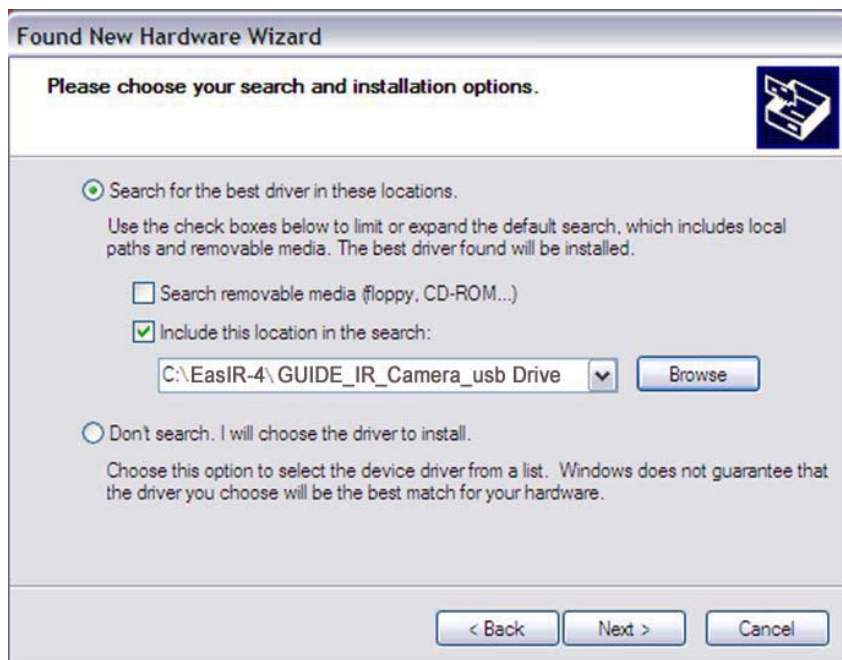 Found New Hardware Wizard
Please choose your search and installation options.
Search for the best driver in these locations.
Use the check boxes below to limit or expand the default search, which includes local
paths and removable media. The best driver found will be installed.
Search removable media (floppy, CD-ROM...)
Include this location in the search:
C:\EasIR-4\GUIDE_IR_Camera_usb Drive
Browse
Don't search. I will choose the driver to install.
Choose this option to select the device driver from a list. Windows does not guarantee that
the driver you choose will be the best match for your hardware.
< Back Next > Cancel